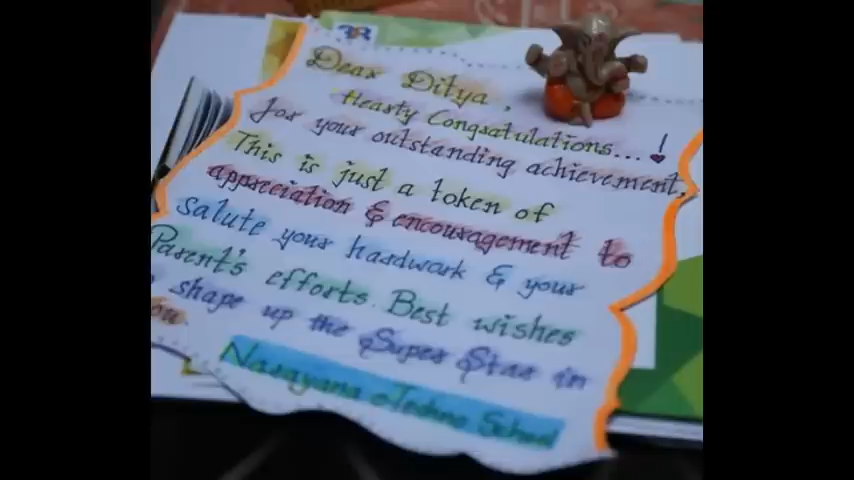 Dear Ditya,
Hearty Congratulations...!
for your outstanding achievement.
This is just a token of
appreciation & encouragement to
salute your hardwork & your
Parent's efforts. Best wishes
shape up the Super Star in
you
Narayana eTechno School